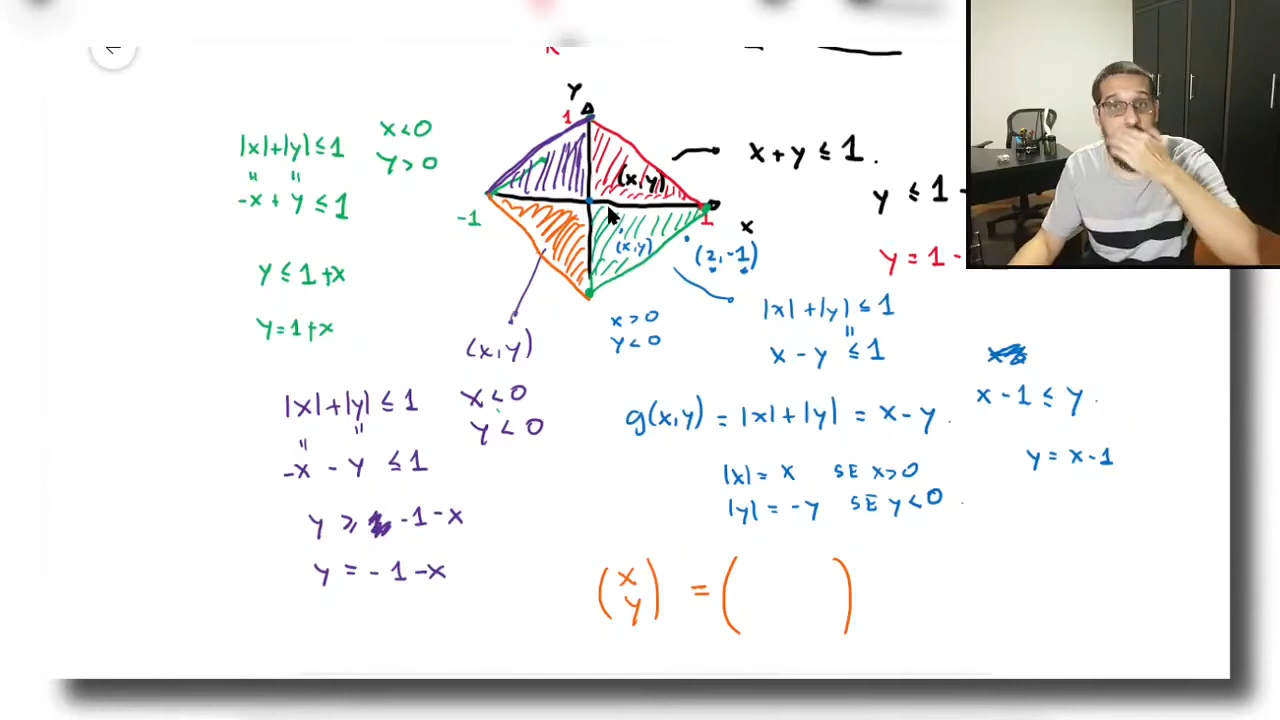 |x|+|y| ≤ 1
x<0
y>0
-x + y ≤ 1
y ≤ 1+x
y=1+x
y
1
(x,y)
-1
1
x
(x,y)
(2,-1)
x + y ≤ 1.
y ≤ 1 -
y = 1 -
(x,y)
x>0
y<0
|x|+|y| ≤ 1
x - y ≤ 1
x - 1 ≤ y.
y = x-1
|x|+|y| ≤ 1
x<0
y<0
-x - y ≤ 1
y ≥ -1-x
y = -1-x
g(x,y) = |x|+|y| = x-y.
|x| = x SE x>0
|y| = -y SE y<0.
(x
y) = ( )